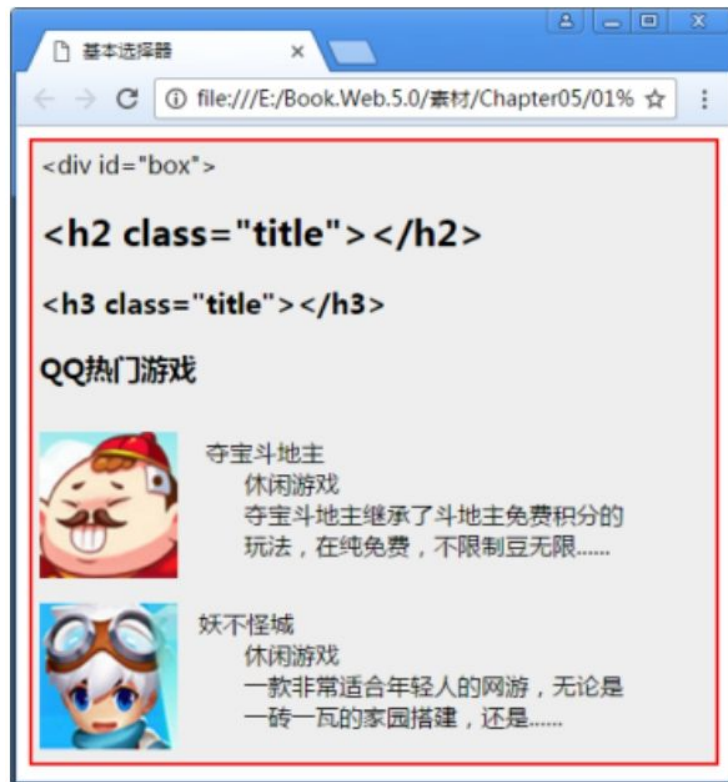 基本选择器
file:///E:/Book.Web.5.0/素材/Chapter05/01%
<div id="box">
<h2 class="title"></h2>
<h3 class="title"></h3>
QQ热门游戏
夺宝斗地主
休闲游戏
夺宝斗地主继承了斗地主免费积分的
玩法，在纯免费，不限制豆无限......
妖不怪城
休闲游戏
一款非常适合年轻人的网游，无论是
一砖一瓦的家园搭建，还是......